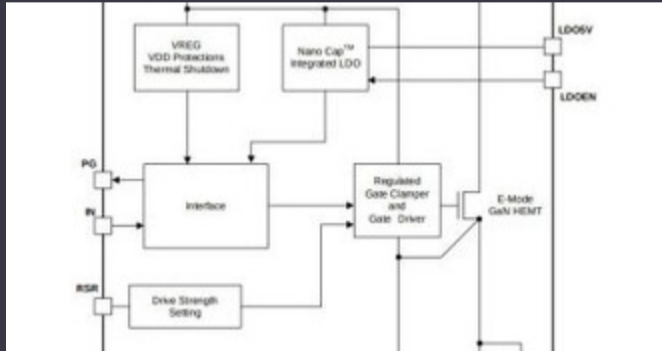 VREG
VDD Protections
Thermal Shutdown
Nano Cap™
Integrated LDO
LDO5V
LDOEN
PG
IN
Interface
Regulated
Gate Clamper
and
Gate Driver
E-Mode
GaN HEMT
RSR
Drive Strength
Setting